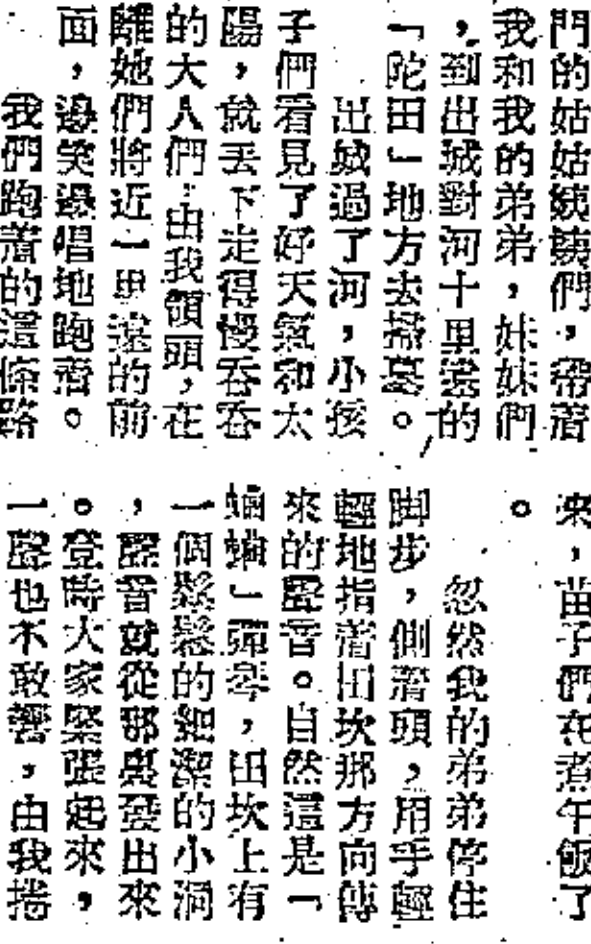 門的姑姑姨姨們，帶着
我和我的弟弟，妹妹們
，到出城對河十里裳的
「陀田」地方去掃墓。
出城過了河，小孩
子們看見了好天氣和太
陽，就丟下走得慢吞吞
的大人們，由我領頭，在
離她們將近一里遠的前
面，邊笑邊唱地跑着。
我們跑着的這條路
來，苗子們在煮午飯了
。
忽然我的弟弟停住
脚步，側着頭，用手輕
輕地指着田坎那方向傳
來的聲音。自然這是「
蛐蛐」彈琴，田坎上有
一個鬆鬆的細潔的小洞
，聲音就從那裏發出來
。登時大家緊張起來，
一聲也不敢響，由我捲